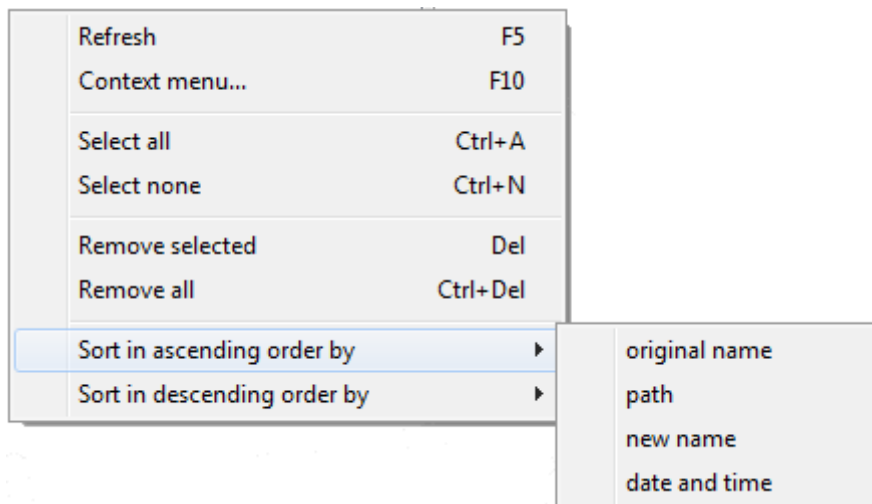 Refresh F5
Context menu... F10
Select all Ctrl+A
Select none Ctrl+N
Remove selected Del
Remove all Ctrl+Del
Sort in ascending order by
Sort in descending order by
original name
path
new name
date and time